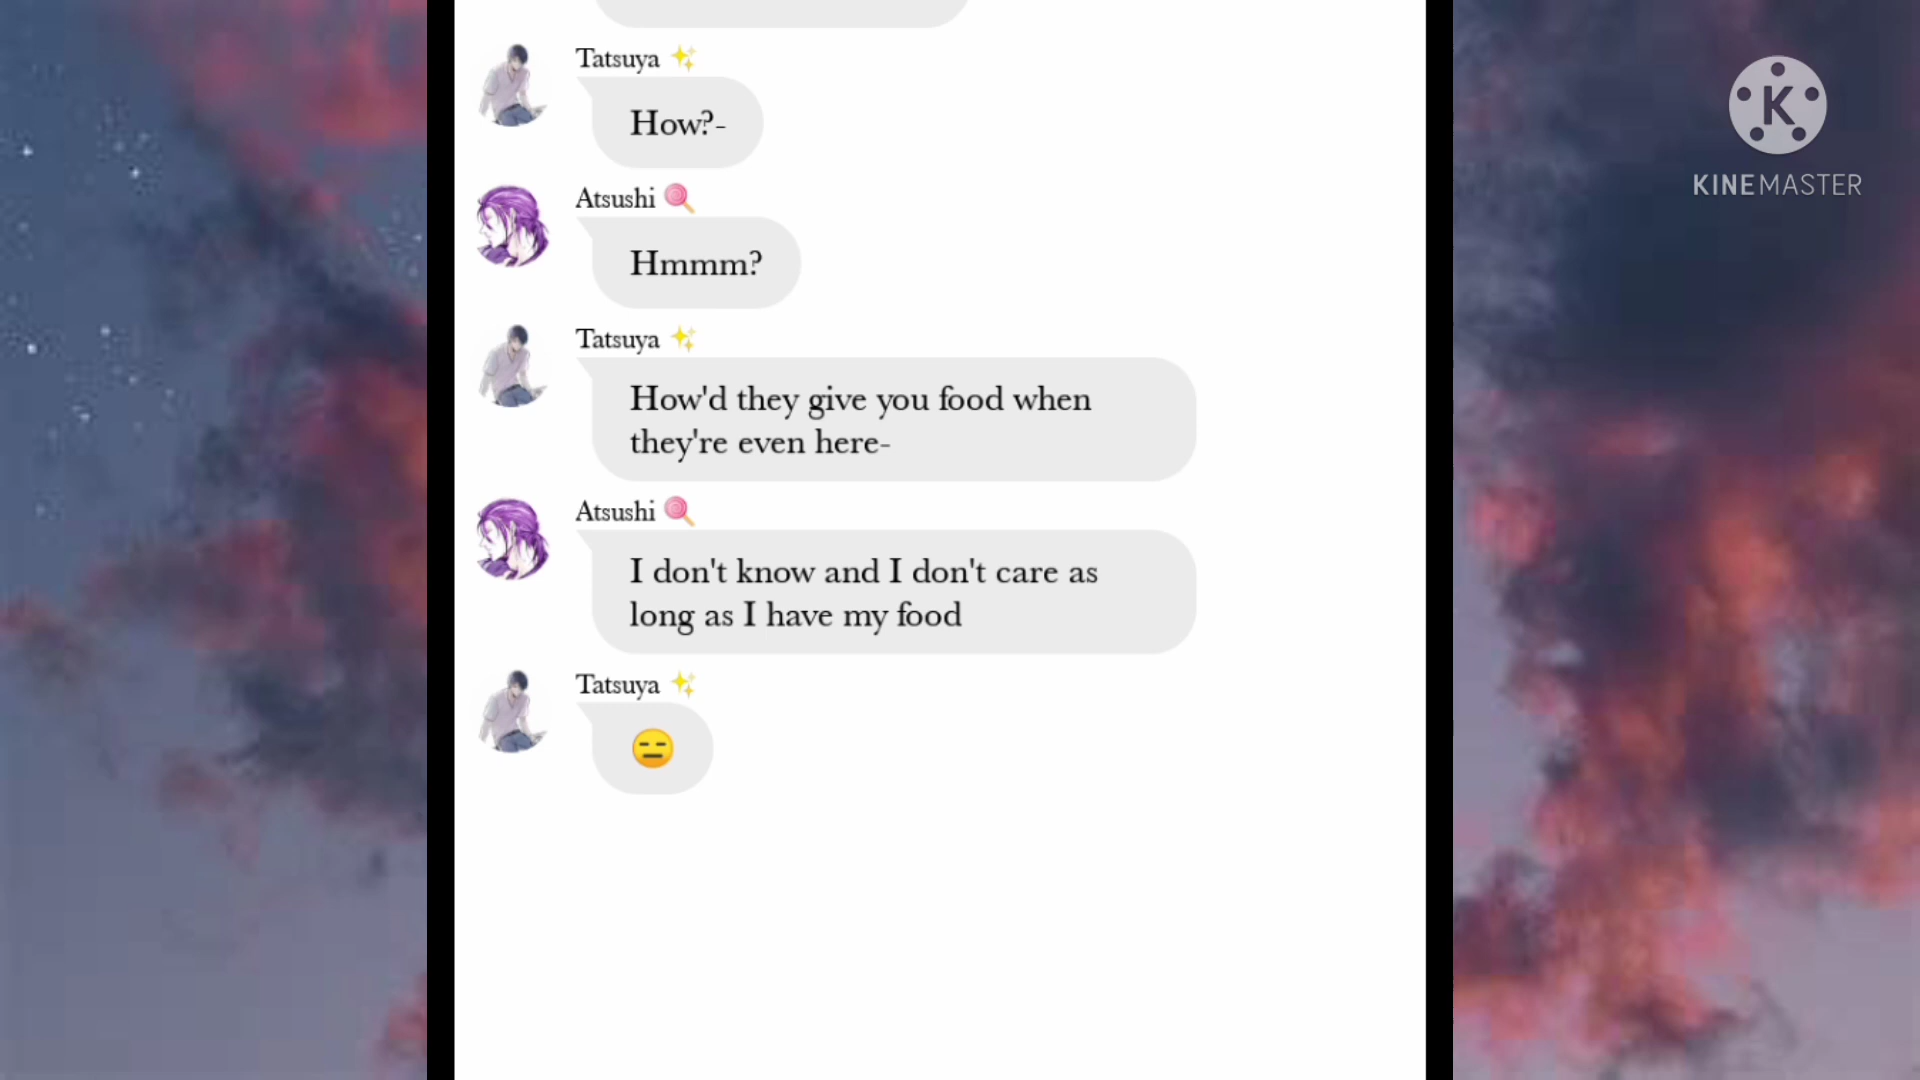 Tatsuya ✨
How?-
Atsushi 🍭
Hmmm?
Tatsuya ✨
How'd they give you food when
they're even here-
Atsushi 🍭
I don't know and I don't care as
long as I have my food
Tatsuya ✨
😑
K
KINEMASTER